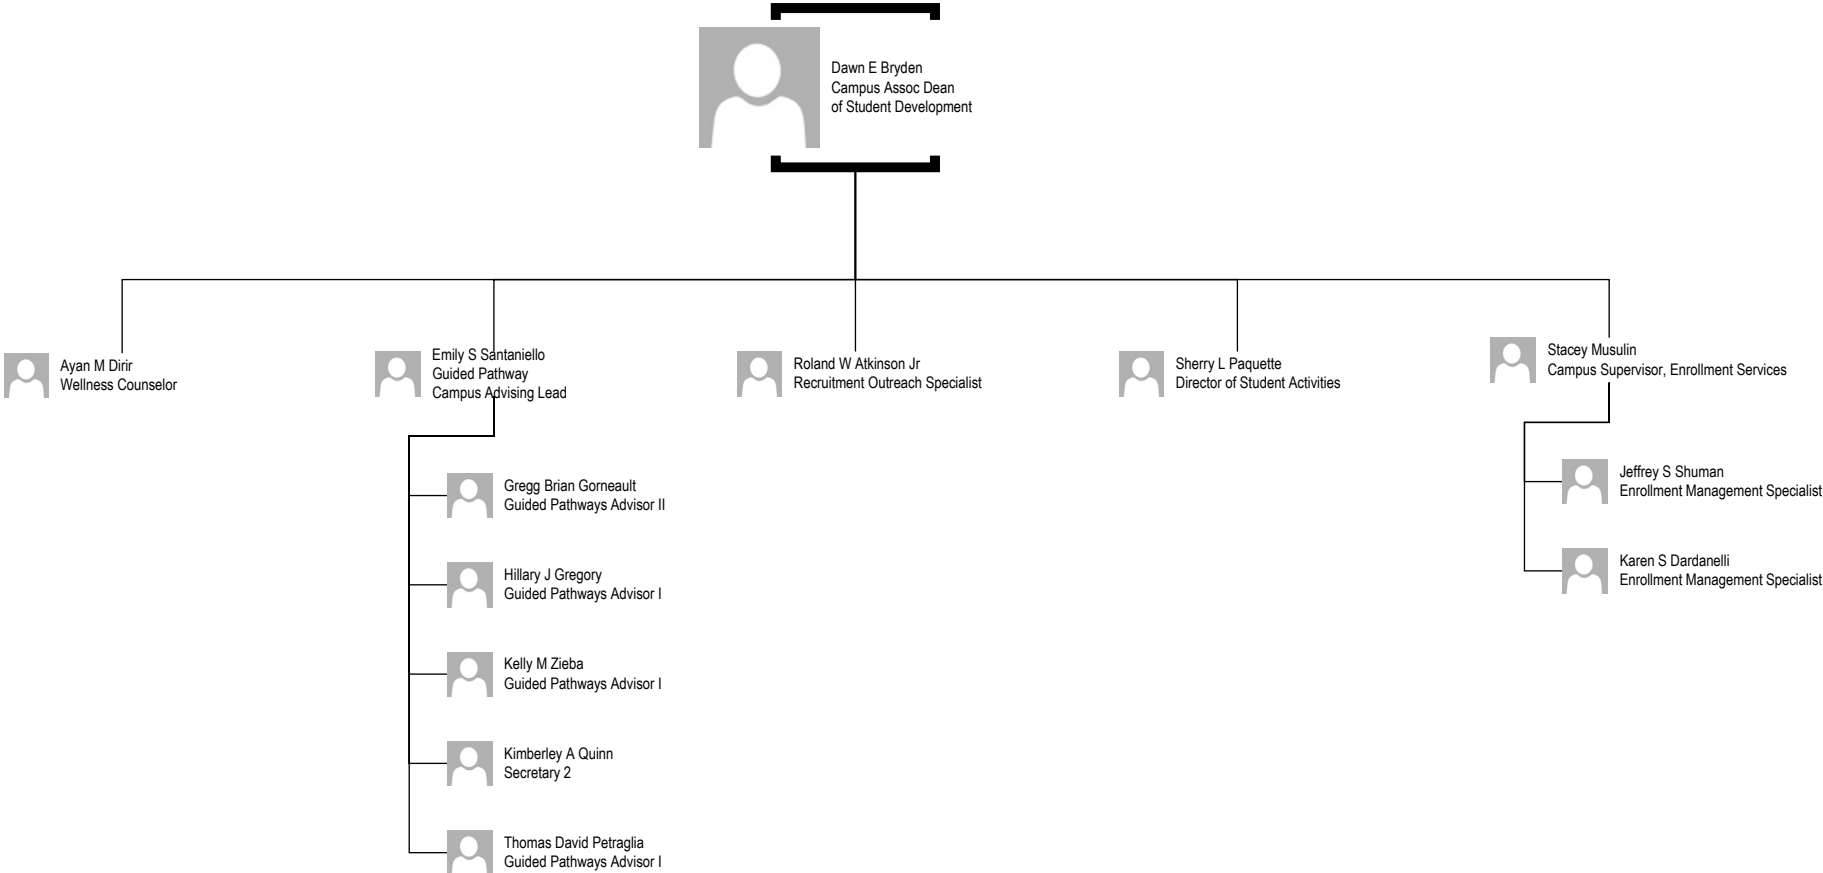 Dawn E Bryden
Campus Assoc Dean
of Student Development
Ayan M Dirir
Wellness Counselor
Emily S Santaniello
Guided Pathway
Campus Advising Lead
Roland W Atkinson Jr
Recruitment Outreach Specialist
Sherry L Paquette
Director of Student Activities
Stacey Musulin
Campus Supervisor, Enrollment Services
Gregg Brian Gorneault
Guided Pathways Advisor II
Hillary J Gregory
Guided Pathways Advisor I
Kelly M Zieba
Guided Pathways Advisor I
Kimberley A Quinn
Secretary 2
Thomas David Petraglia
Guided Pathways Advisor I
Jeffrey S Shuman
Enrollment Management Specialist
Karen S Dardanelli
Enrollment Management Specialist